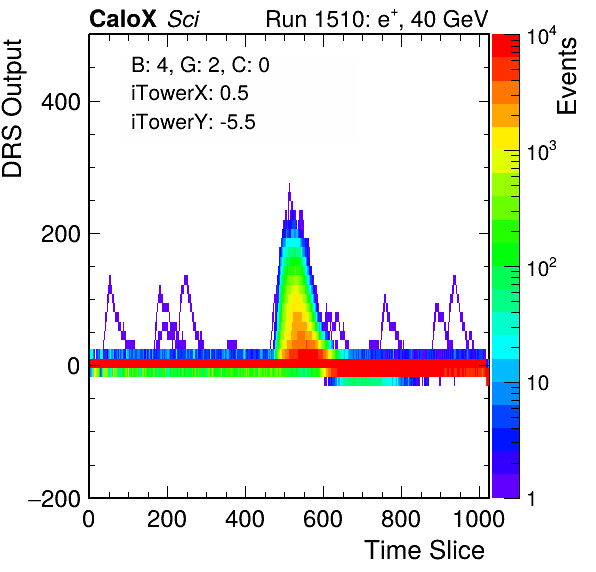 CaloX Sci Run 1510: e⁺, 40 GeV
B: 4, G: 2, C: 0
iTowerX: 0.5
iTowerY: -5.5
DRS Output
400
200
0
−200
0 200 400 600 800 1000
Time Slice
Events
10⁴
10³
10²
10
1